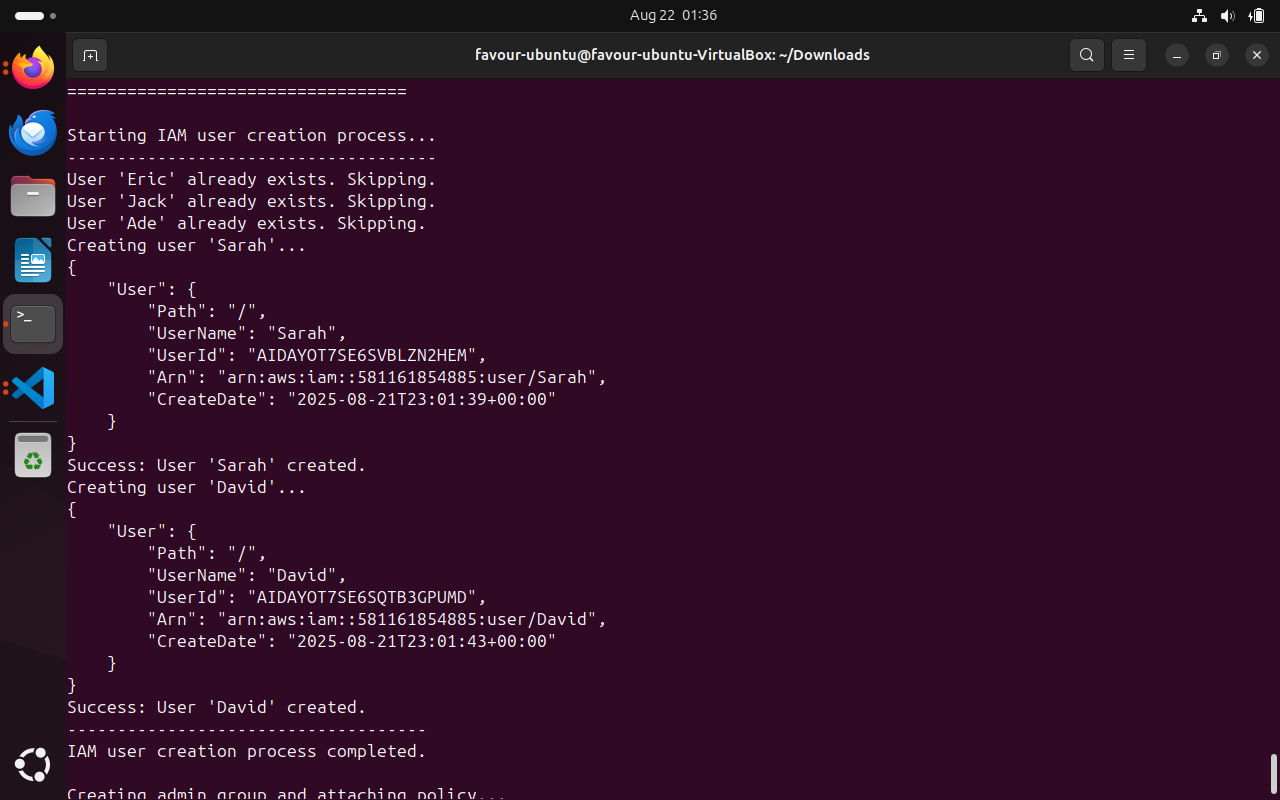 Aug 22 01:36
favour-ubuntu@favour-ubuntu-VirtualBox: ~/Downloads
==================================
Starting IAM user creation process...
-------------------------------------
User 'Eric' already exists. Skipping.
User 'Jack' already exists. Skipping.
User 'Ade' already exists. Skipping.
Creating user 'Sarah'...
{
    "User": {
        "Path": "/",
        "UserName": "Sarah",
        "UserId": "AIDAYOT7SE6SVBLZN2HEM",
        "Arn": "arn:aws:iam::581161854885:user/Sarah",
        "CreateDate": "2025-08-21T23:01:39+00:00"
    }
}
Success: User 'Sarah' created.
Creating user 'David'...
{
    "User": {
        "Path": "/",
        "UserName": "David",
        "UserId": "AIDAYOT7SE6SQTB3GPUMD",
        "Arn": "arn:aws:iam::581161854885:user/David",
        "CreateDate": "2025-08-21T23:01:43+00:00"
    }
}
Success: User 'David' created.
------------------------------------
IAM user creation process completed.
Creating admin group and attaching policy...